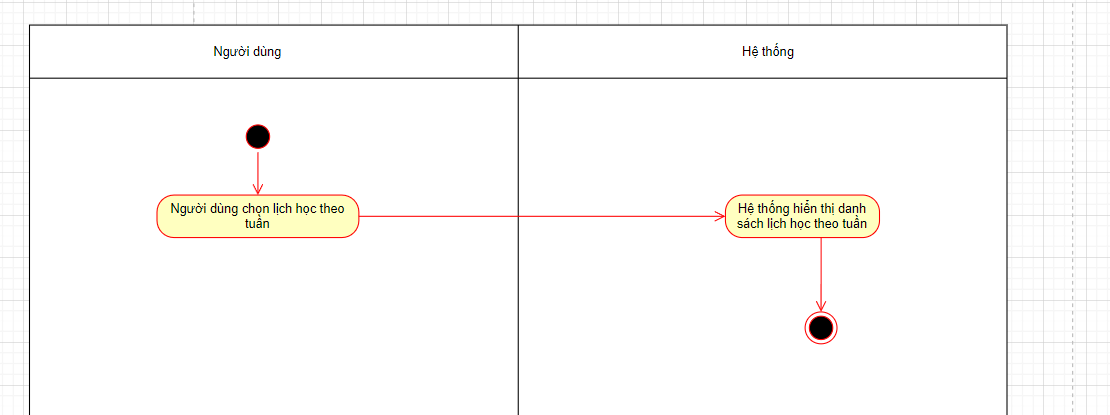 Người dùng
Hệ thống
Người dùng chọn lịch học theo
tuần
Hệ thống hiển thị danh
sách lịch học theo tuần